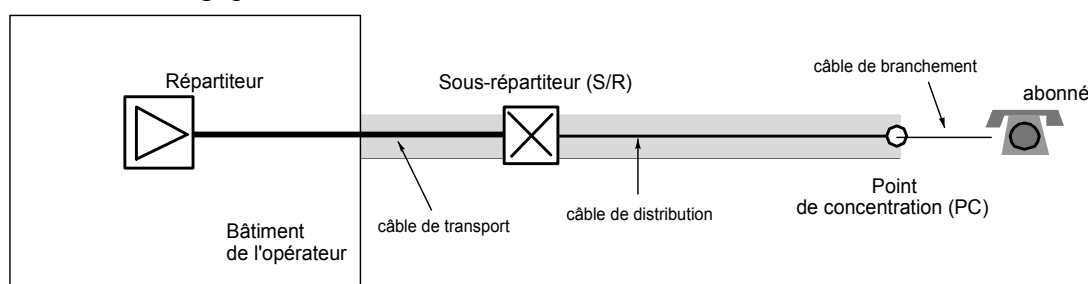 Répartiteur
Sous-répartiteur (S/R)
câble de branchement
abonné
câble de transport
câble de distribution
Point
de concentration (PC)
Bâtiment
de l'opérateur